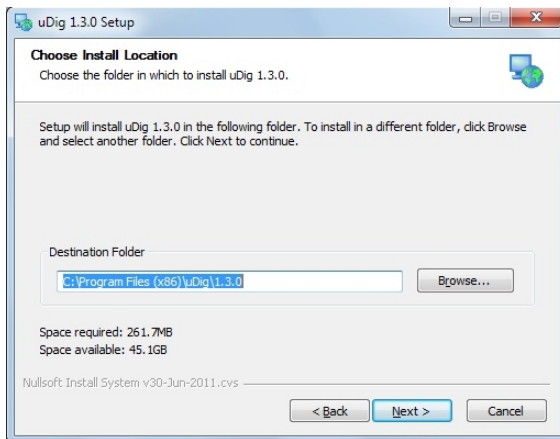 uDig 1.3.0 Setup
Choose Install Location
Choose the folder in which to install uDig 1.3.0.
Setup will install uDig 1.3.0 in the following folder. To install in a different folder, click Browse
and select another folder. Click Next to continue.
Destination Folder
C:\Program Files (x86)\uDig\1.3.0
Browse...
Space required: 261.7MB
Space available: 45.1GB
Nullsoft Install System v30-Jun-2011.cvs
< Back Next > Cancel